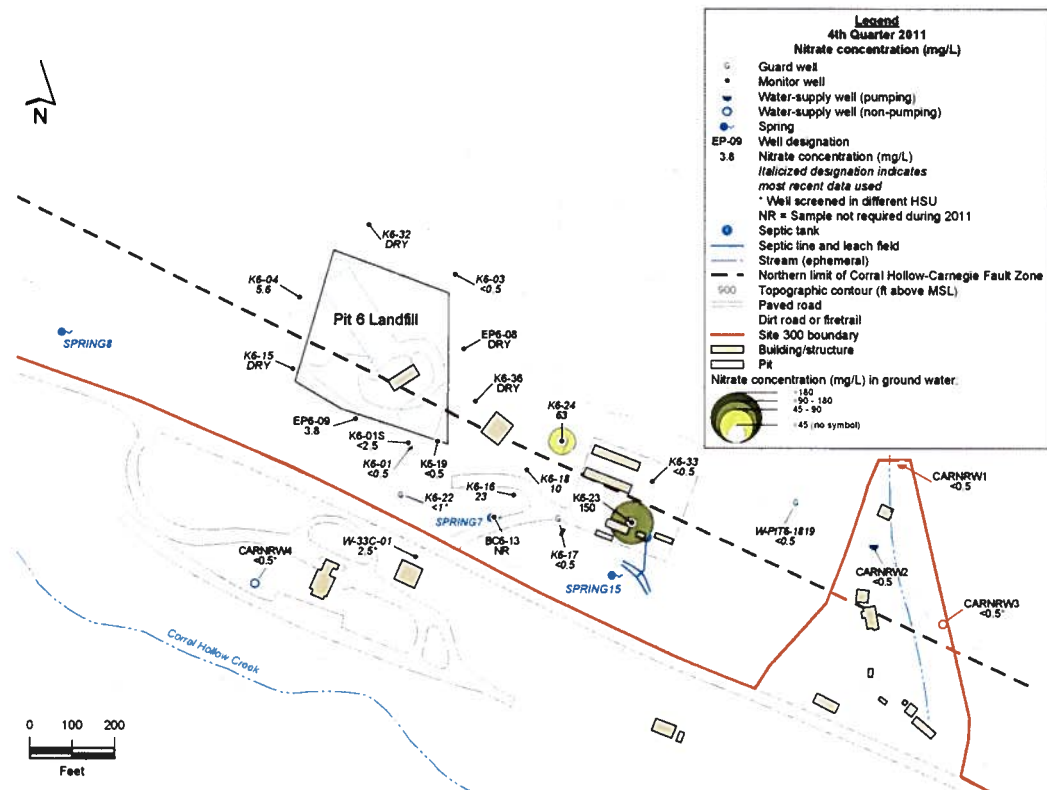 Legend
4th Quarter 2011
Nitrate concentration (mg/L)
Guard well
Monitor well
Water-supply well (pumping)
Water-supply well (non-pumping)
Spring
EP-09 Well designation
3.8 Nitrate concentration (mg/L)
Italicized designation indicates
most recent data used
* Well screened in different HSU
NR = Sample not required during 2011
Septic tank
Septic line and leach field
Stream (ephemeral)
Northern limit of Corral Hollow-Carnegie Fault Zone
900 Topographic contour (ft above MSL)
Paved road
Dirt road or firetrail
Site 300 boundary
Building/structure
Pit
Nitrate concentration (mg/L) in ground water:
180
90 - 180
45 - 90
45 (no symbol)
N
K6-32
DRY
K6-03
<0.5
K6-04
5.6
Pit 6 Landfill
SPRING8
EP6-08
DRY
K6-15
DRY
K6-36
DRY
EP6-09
3.8
K6-24
63
K6-01S
<2.5
K6-01
<0.5
K6-19
<0.5
K6-18
10
K6-33
<0.5
K6-16
23
K6-22
<1*
K6-23
150
SPRING7
BC6-13
NR
K6-17
<0.5
W-33C-01
2.5*
CARNRW4
<0.5*
SPRING15
W-PIT6-1819
<0.5
CARNRW1
<0.5
CARNRW2
<0.5
CARNRW3
<0.5*
Corral Hollow Creek
0 100 200
Feet